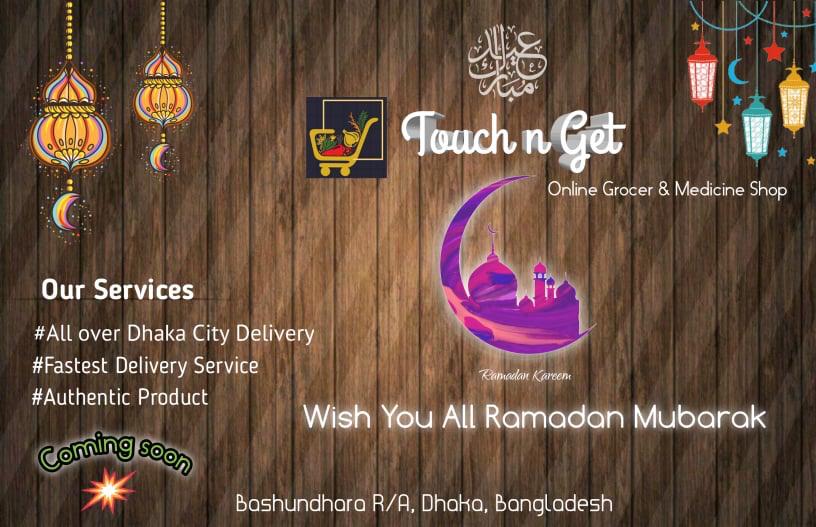 عيد مبارك
Touch n Get
Online Grocer & Medicine Shop
Ramadan Kareem
Our Services
#All over Dhaka City Delivery
#Fastest Delivery Service
#Authentic Product
Wish You All Ramadan Mubarak
Coming soon
Bashundhara R/A, Dhaka, Bangladesh